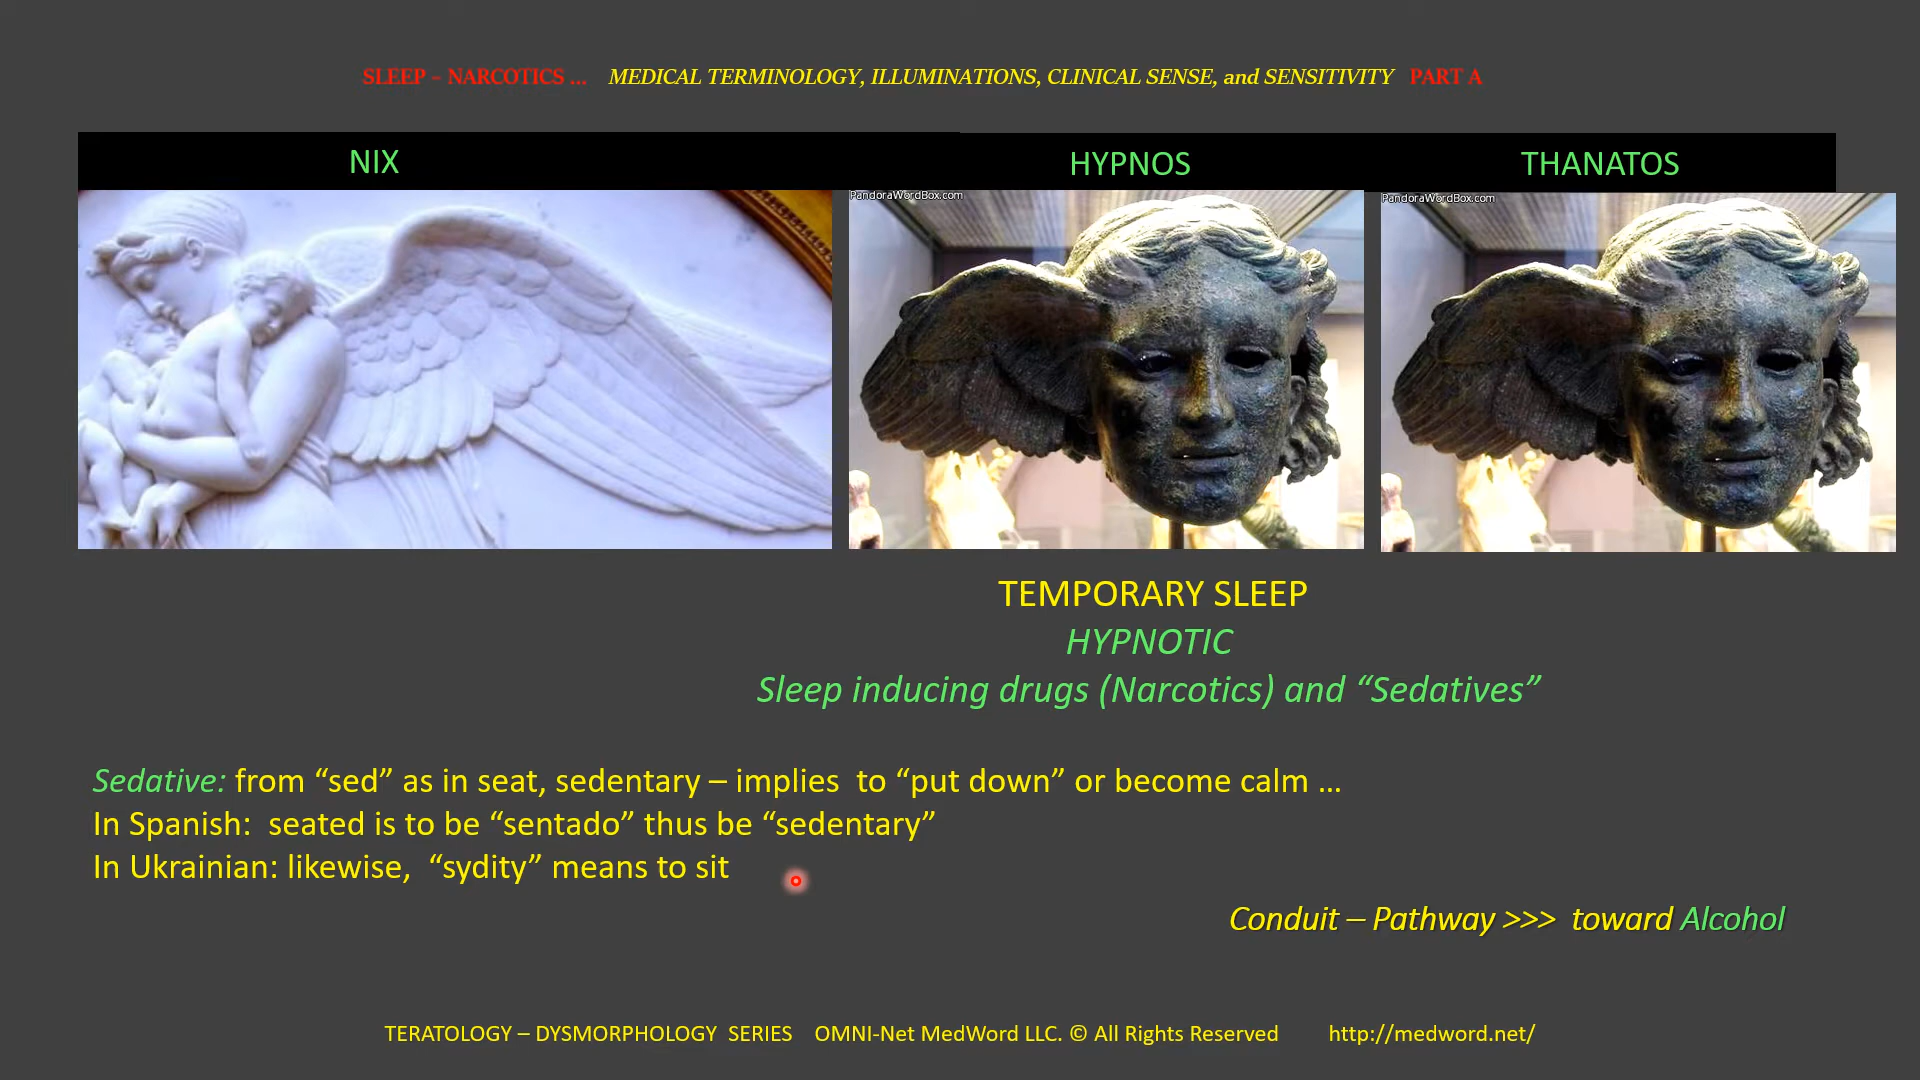 SLEEP – NARCOTICS ... MEDICAL TERMINOLOGY, ILLUMINATIONS, CLINICAL SENSE, and SENSITIVITY PART A
NIX
HYPNOS
THANATOS
PandoraWordBox.com
PandoraWordBox.com
TEMPORARY SLEEP
HYPNOTIC
Sleep inducing drugs (Narcotics) and “Sedatives”
Sedative: from “sed” as in seat, sedentary – implies to “put down” or become calm ...
In Spanish: seated is to be “sentado” thus be “sedentary”
In Ukrainian: likewise, “sydity” means to sit
Conduit – Pathway >>> toward Alcohol
TERATOLOGY – DYSMORPHOLOGY SERIES OMNI-Net MedWord LLC. © All Rights Reserved http://medword.net/